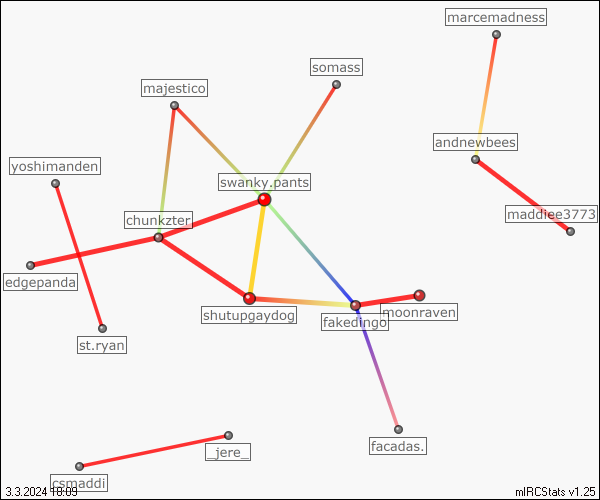 marcemadness
somass
majestico
andnewbees
yoshimanden
swanky.pants
maddiee3773
chunkzter
edgepanda
moonraven
shutupgaydog
fakedingo
st.ryan
facadas.
_jere_
csmaddi
3.3.2024 18:09
mIRCStats v1.25